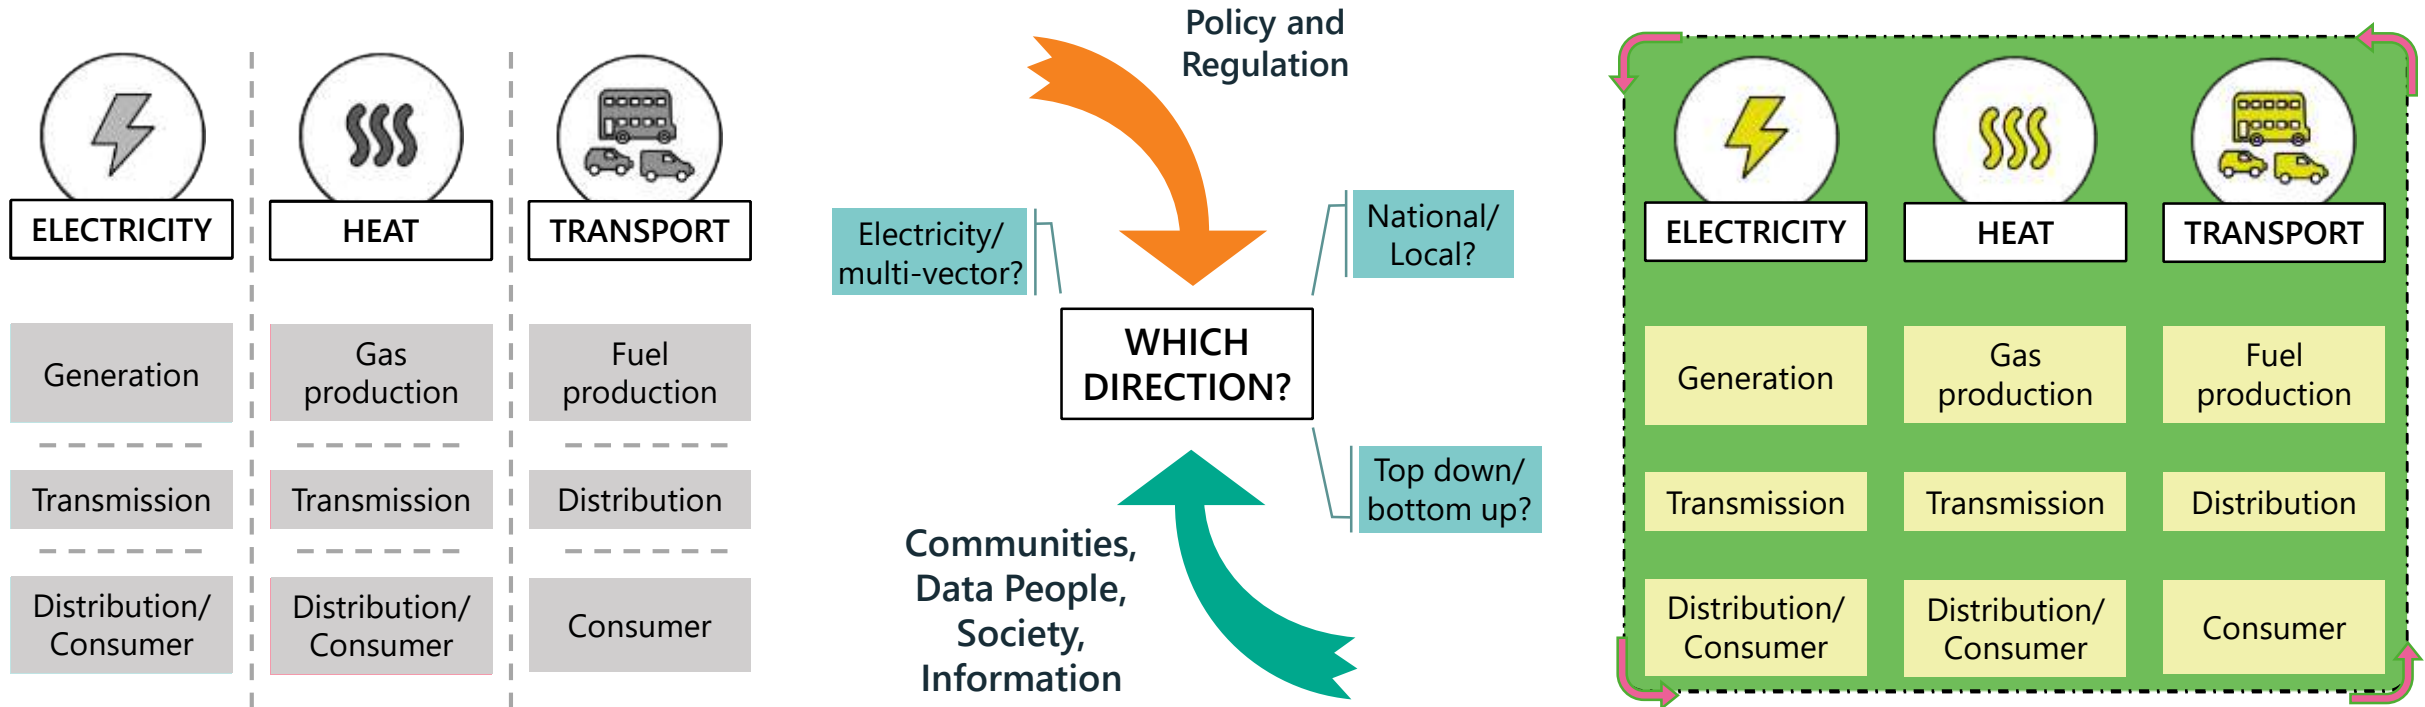 ELECTRICITY
HEAT
TRANSPORT
Generation
Gas
production
Fuel
production
Transmission
Transmission
Distribution
Distribution/
Consumer
Distribution/
Consumer
Consumer
Policy and
Regulation
Electricity/
multi-vector?
National/
Local?
WHICH
DIRECTION?
Top down/
bottom up?
Communities,
Data People,
Society,
Information
ELECTRICITY
HEAT
TRANSPORT
Generation
Gas
production
Fuel
production
Transmission
Transmission
Distribution
Distribution/
Consumer
Distribution/
Consumer
Consumer